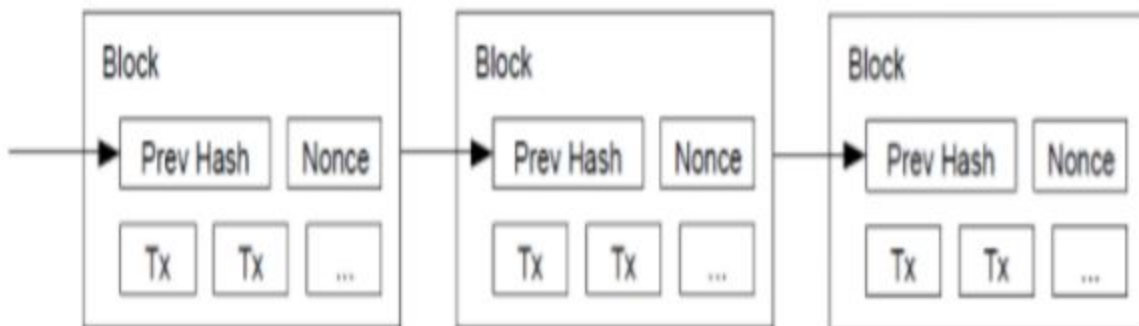 Block
Prev Hash Nonce
Tx Tx ...
Block
Prev Hash Nonce
Tx Tx ...
Block
Prev Hash Nonce
Tx Tx ...